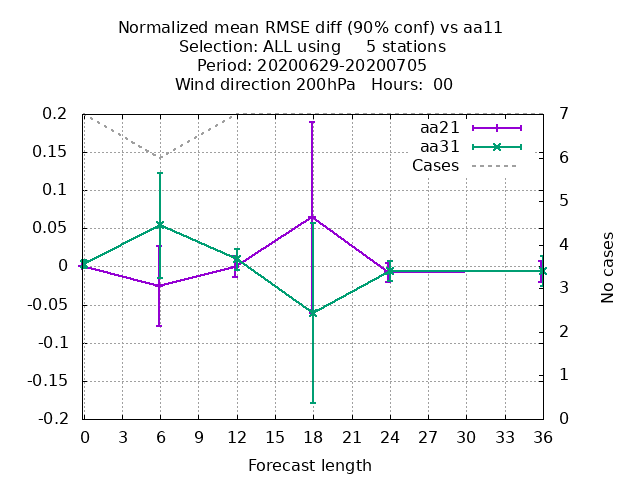 Normalized mean RMSE diff (90% conf) vs aa11
Selection: ALL using     5 stations
Period: 20200629-20200705
Wind direction 200hPa   Hours:  00
0.2
0.15
0.1
0.05
0
-0.05
-0.1
-0.15
-0.2
aa21
aa31
Cases
7
6
5
4
3
2
1
0
No cases
0 3 6 9 12 15 18 21 24 27 30 33 36
Forecast length